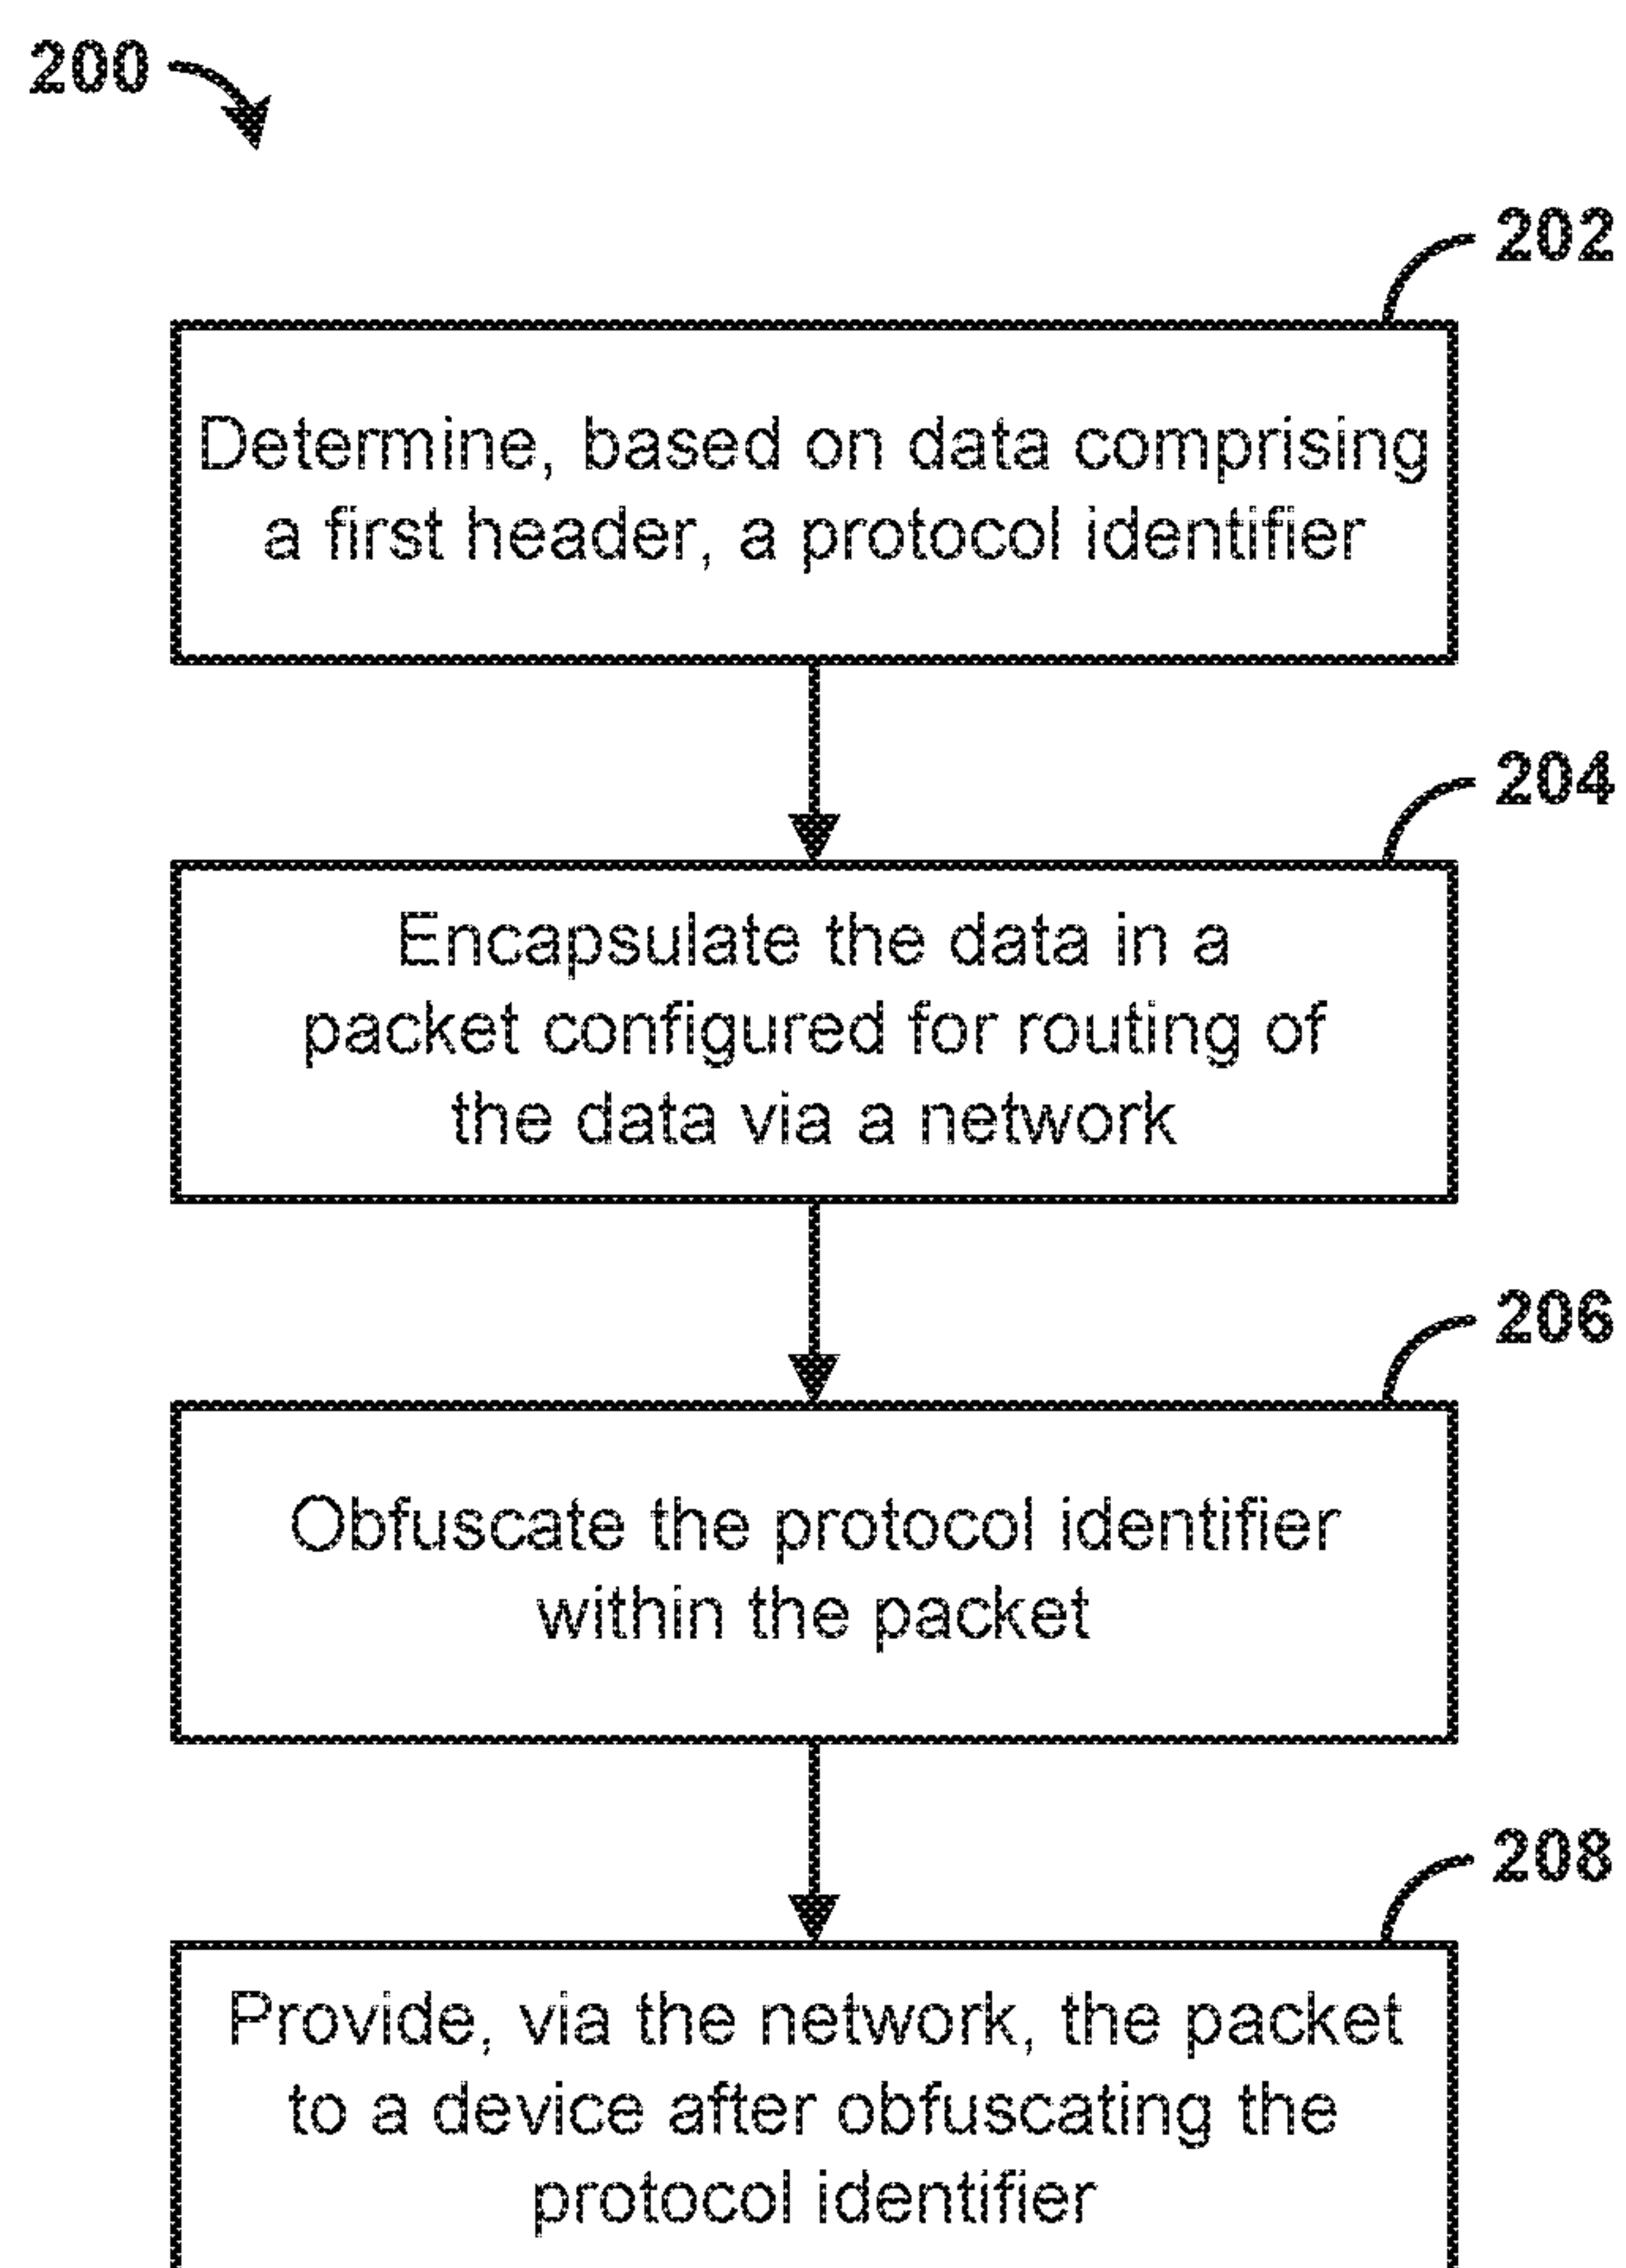 200
202
Determine, based on data comprising
a first header, a protocol identifier
204
Encapsulate the data in a
packet configured for routing of
the data via a network
206
Obfuscate the protocol identifier
within the packet
208
Provide, via the network, the packet
to a device after obfuscating the
protocol identifier